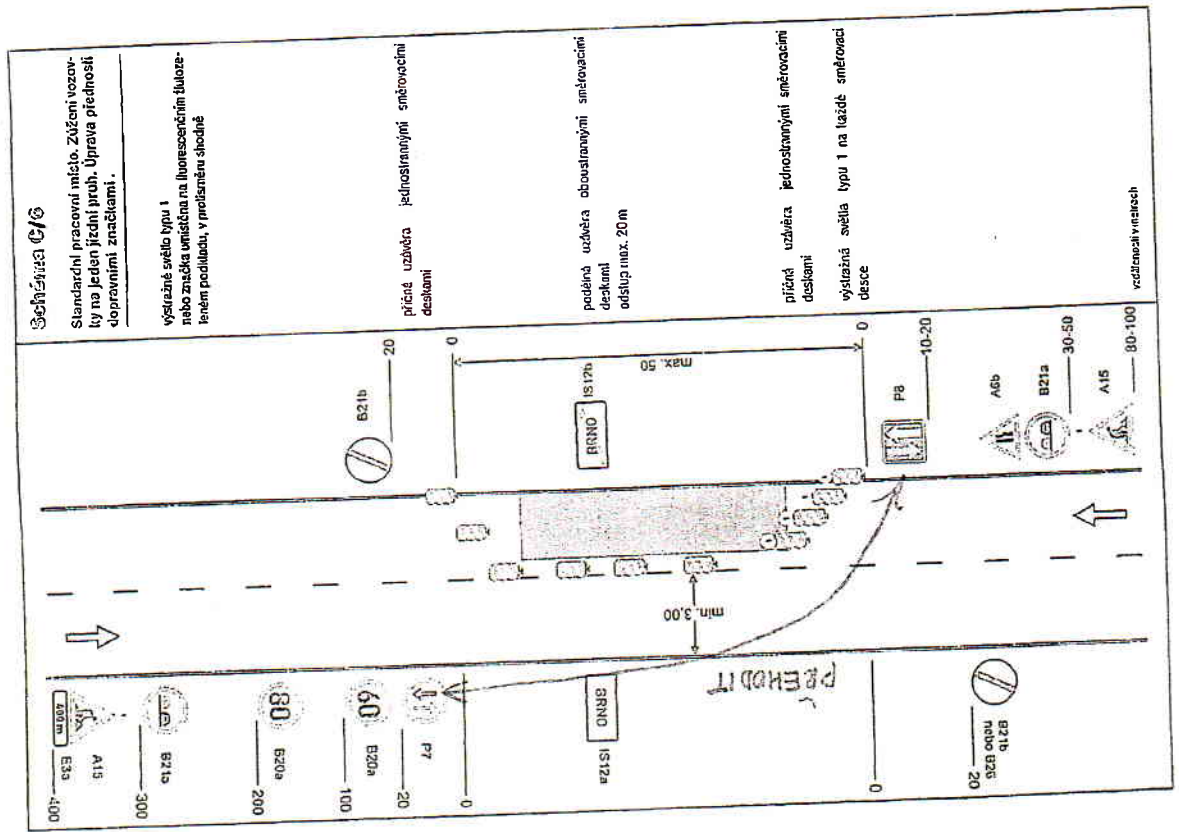 Schéma C/6
Standardní pracovní místo. Zúžení vozov-
ky na jeden jízdní pruh. Úprava přednosti
dopravními značkami.
výstražné světlo typu 1
nebo značka umístěna na fluorescenčním žluloze-
leném podkladu, v protisměru shodně
příčná uzávěra jednostrannými směrovacími
deskami
podélná uzávěra oboustrannými směrovacími
deskami
odstup max. 20m
příčná uzávěra jednostrannými směrovacími
deskami
výstražná světla typu 1 na každé směrovací
desce
vzdálenosti v metrech
B21b
20
0
max. 50
BRNO
IS12b
0
P8
10-20
A6b
B21a
30-50
A15
80-100
min. 3,00
PŘEHODIT
400 m
E3a
A15
400
B21a
300
80
B20a
200
60
B20a
100
P7
20
0
BRNO
IS12a
0
B21b
nebo B26
20